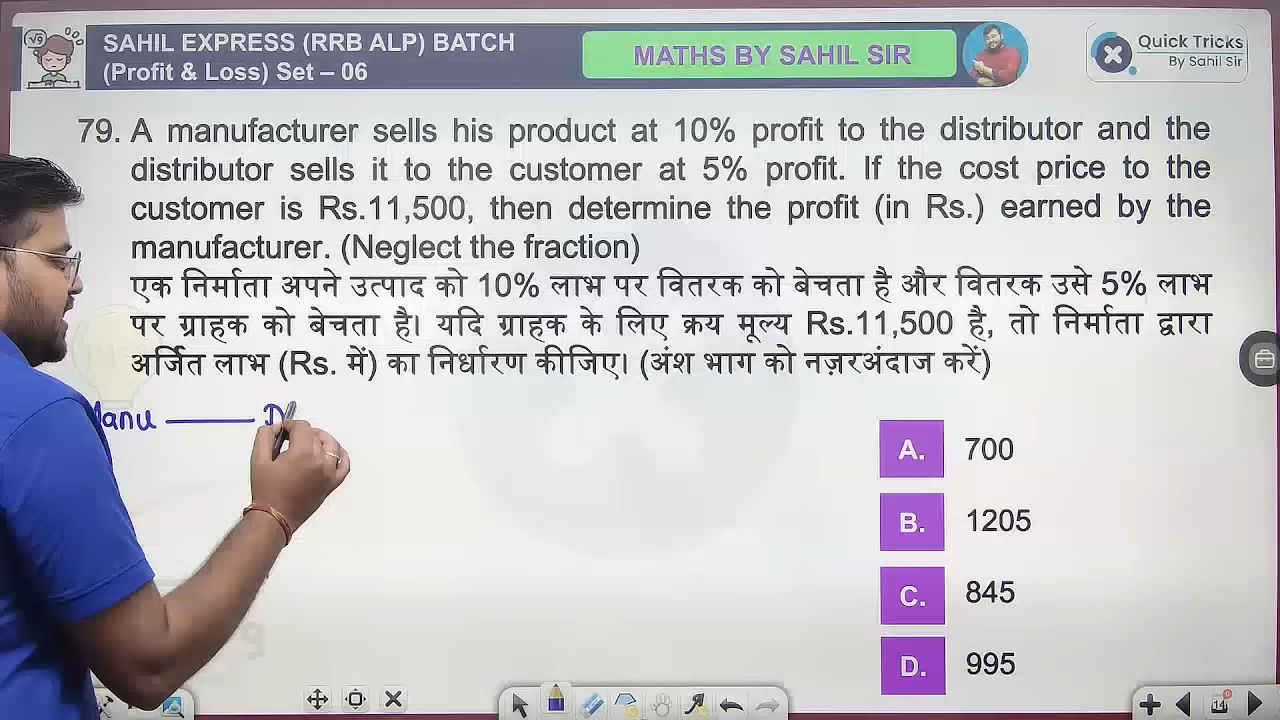 SAHIL EXPRESS (RRB ALP) BATCH
(Profit & Loss) Set – 06
MATHS BY SAHIL SIR
Quick Tricks
By Sahil Sir
79. A manufacturer sells his product at 10% profit to the distributor and the
distributor sells it to the customer at 5% profit. If the cost price to the
customer is Rs.11,500, then determine the profit (in Rs.) earned by the
manufacturer. (Neglect the fraction)
एक निर्माता अपने उत्पाद को 10% लाभ पर वितरक को बेचता है और वितरक उसे 5% लाभ
पर ग्राहक को बेचता है। यदि ग्राहक के लिए क्रय मूल्य Rs.11,500 है, तो निर्माता द्वारा
अर्जित लाभ (Rs. में) का निर्धारण कीजिए। (अंश भाग को नज़रअंदाज करें)
Manu —— D
A. 700
B. 1205
C. 845
D. 995
14